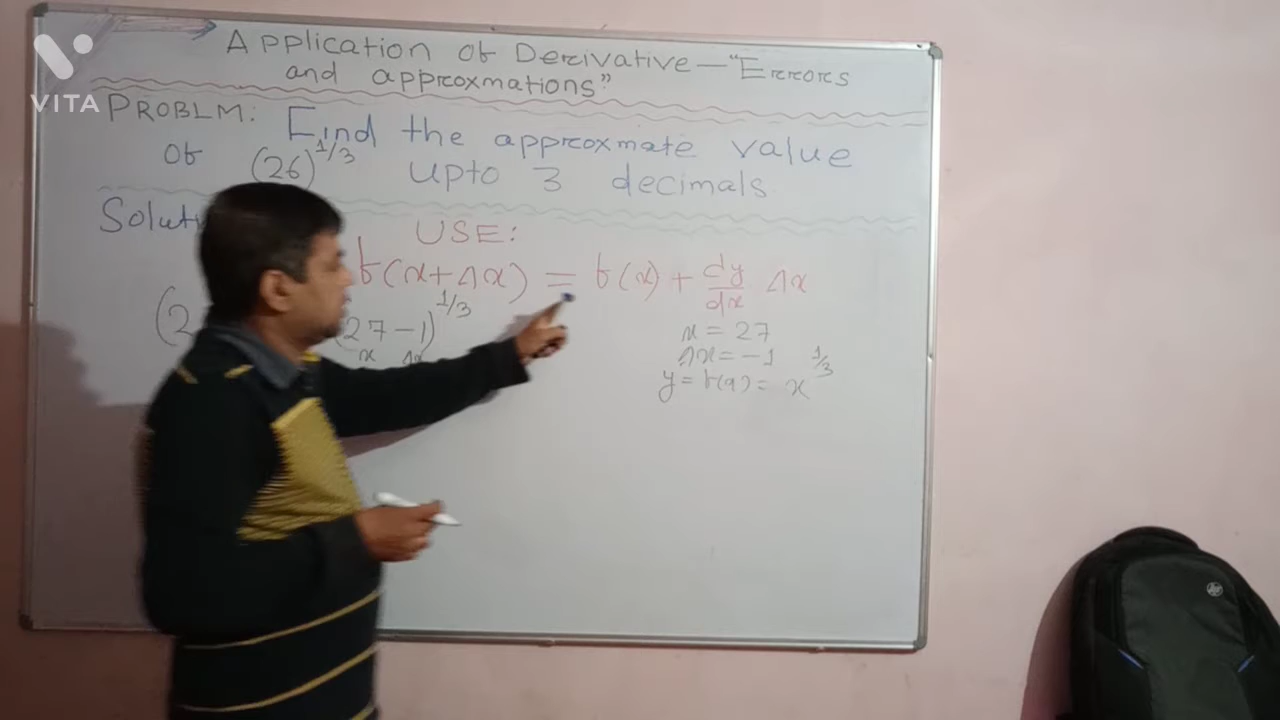 Application of Derivative — "Errors
and approxmations"
VITA
PROBLM: Find the approxmate value
of (26)^1/3 upto 3 decimals
USE:
f(x+Δx) = f(x) + dy/dx Δx
(27-1)^1/3
x Δx
x = 27
Δx = -1
y = f(x) = x^1/3
hp